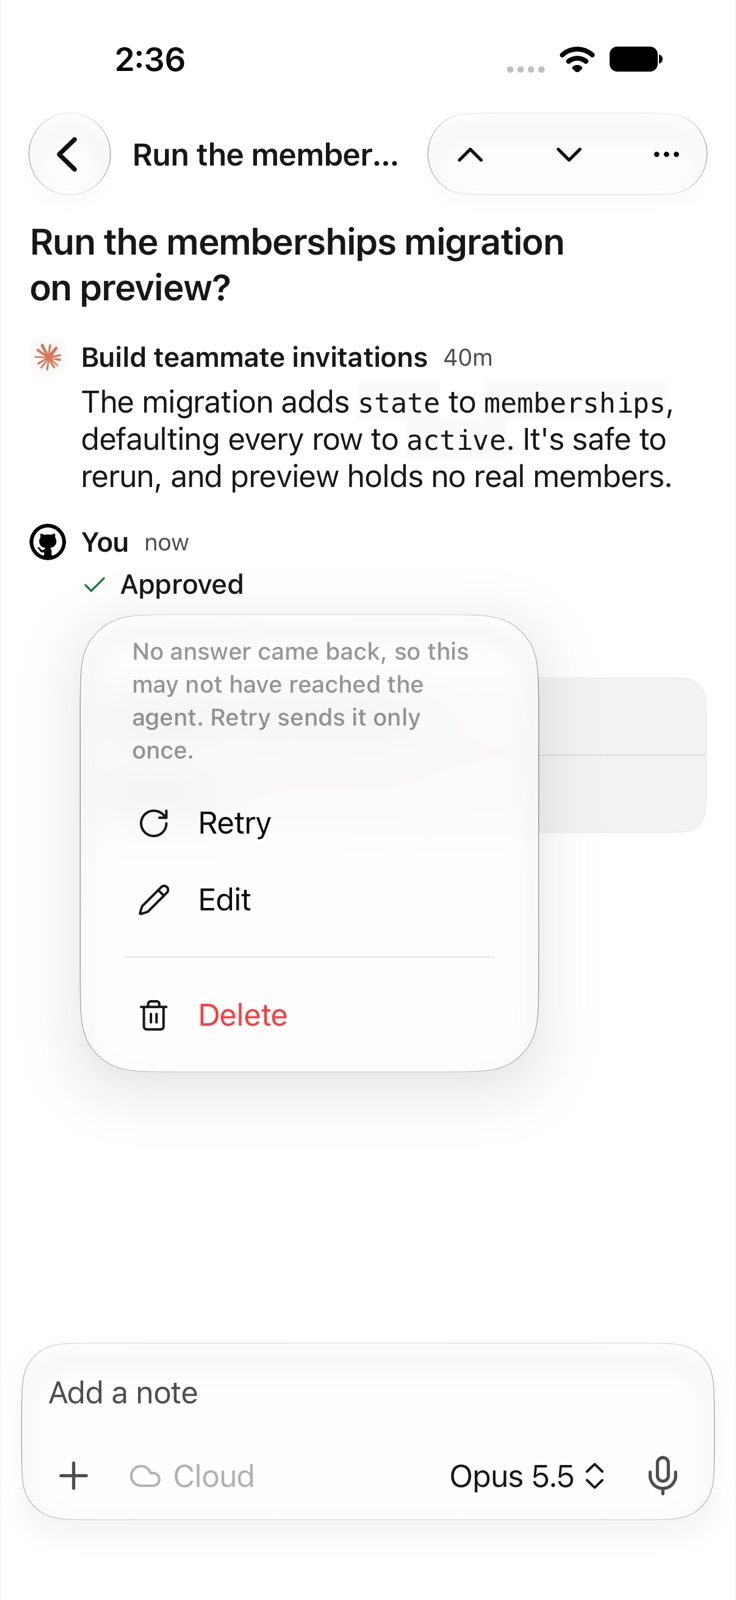 2:36
Run the member...
Run the memberships migration
on preview?
Build teammate invitations 40m
The migration adds state to memberships,
defaulting every row to active. It's safe to
rerun, and preview holds no real members.
You now
Approved
No answer came back, so this
may not have reached the
agent. Retry sends it only
once.
Retry
Edit
Delete
Add a note
Cloud
Opus 5.5